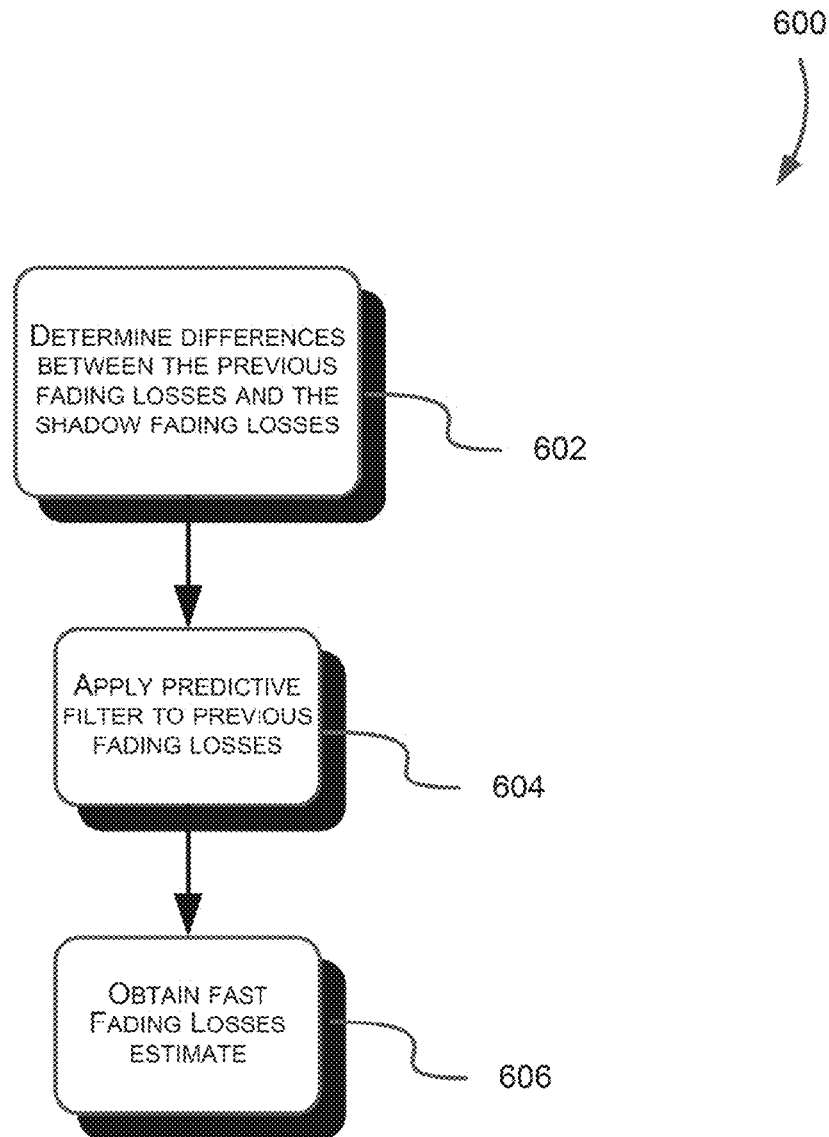 600
DETERMINE DIFFERENCES
BETWEEN THE PREVIOUS
FADING LOSSES AND THE
SHADOW FADING LOSSES
602
APPLY PREDICTIVE
FILTER TO PREVIOUS
FADING LOSSES
604
OBTAIN FAST
FADING LOSSES
ESTIMATE
606